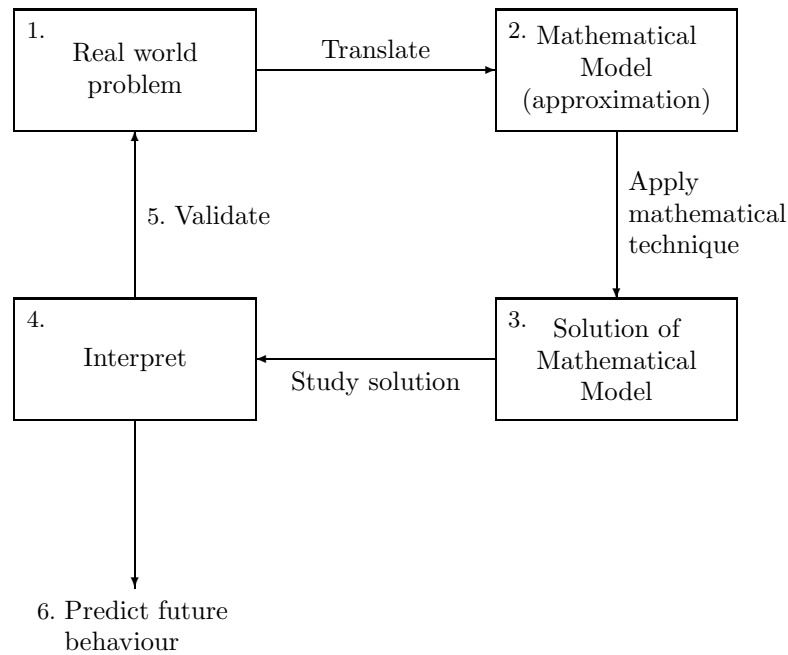 1.
Real world
problem
Translate
2. Mathematical
Model
(approximation)
Apply
mathematical
technique
5. Validate
4.
Interpret
Study solution
3.
Solution of
Mathematical
Model
6. Predict future
behaviour